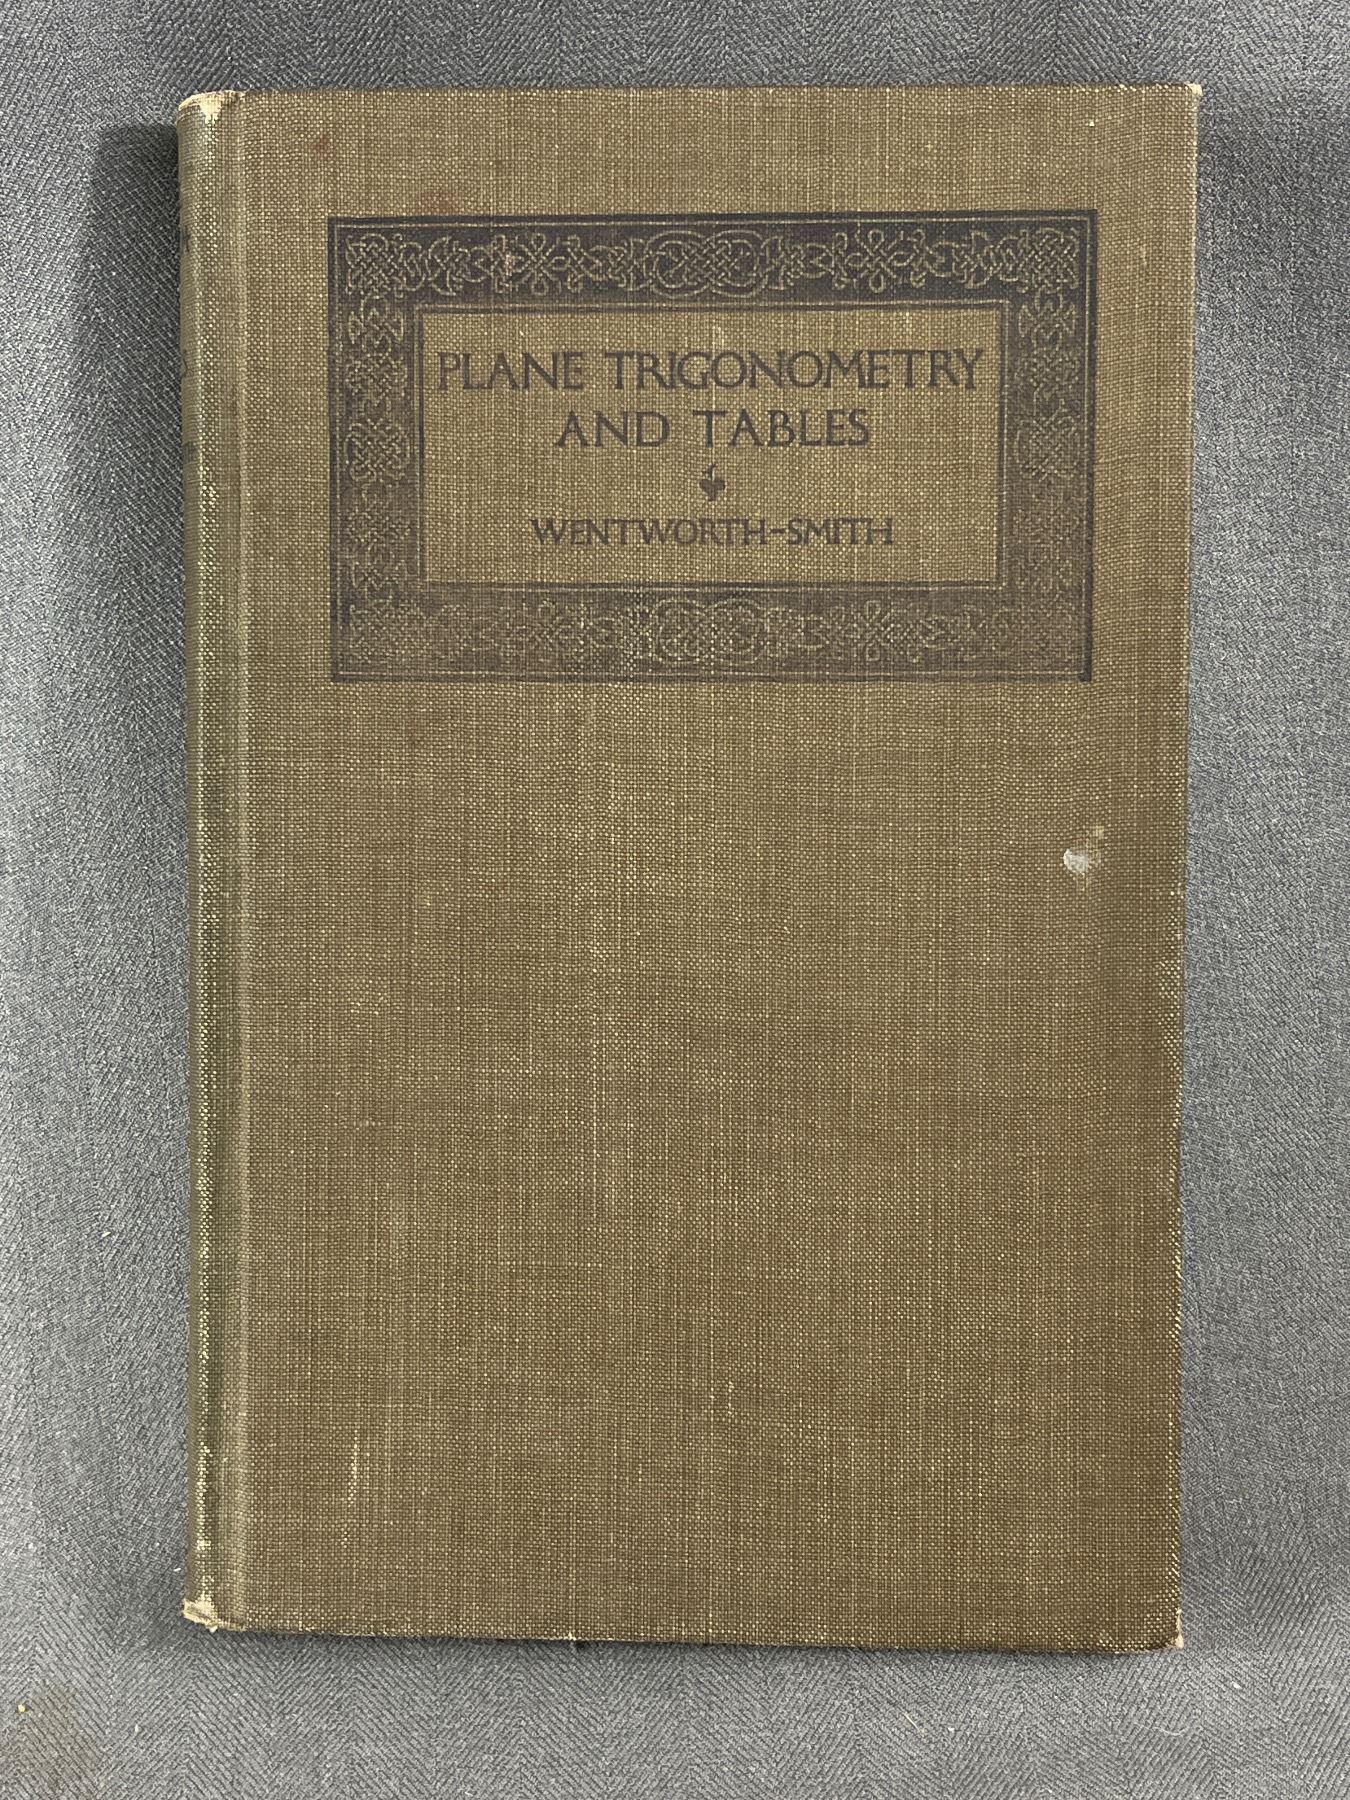 PLANE TRIGONOMETRY
AND TABLES
WENTWORTH-SMITH